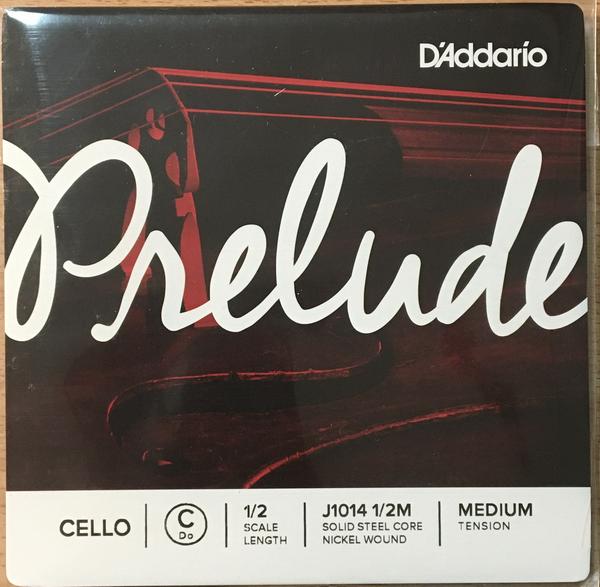 D'Addario
Prelude
CELLO
C
Do
1/2
SCALE
LENGTH
J1014 1/2M
SOLID STEEL CORE
NICKEL WOUND
MEDIUM
TENSION